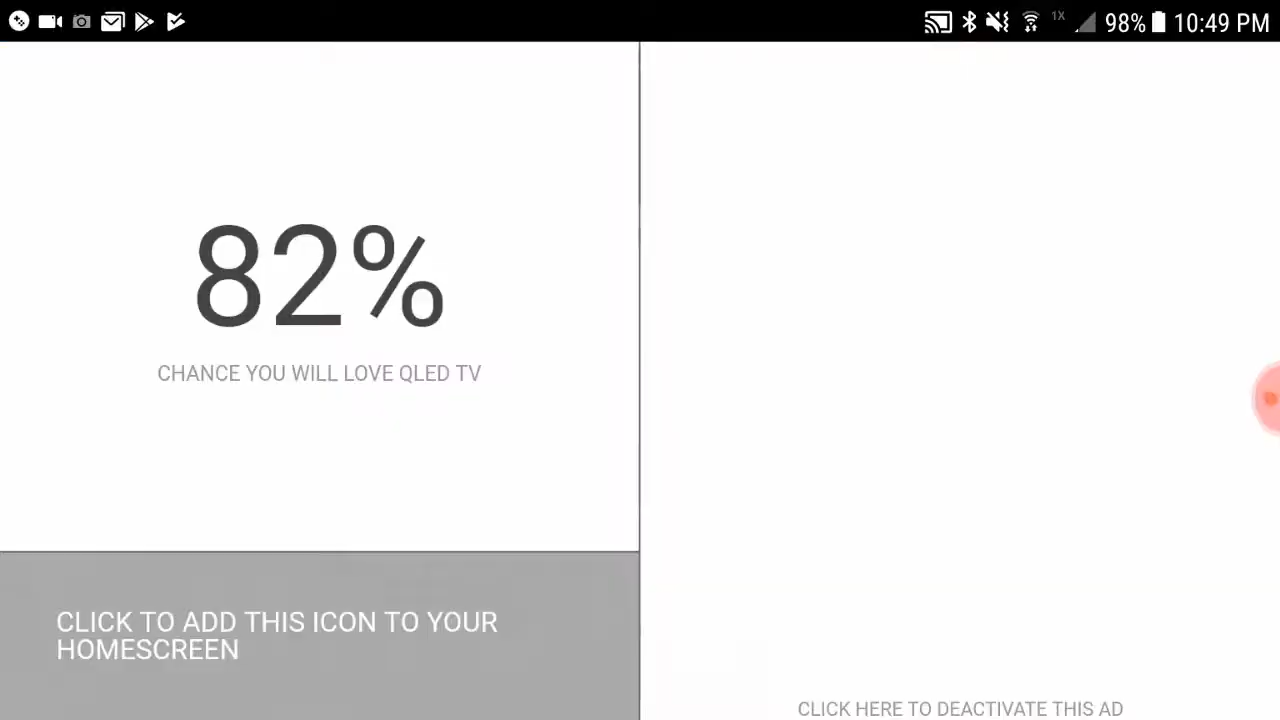 1X 98% 10:49 PM
82%
CHANCE YOU WILL LOVE QLED TV
CLICK TO ADD THIS ICON TO YOUR
HOMESCREEN
CLICK HERE TO DEACTIVATE THIS AD